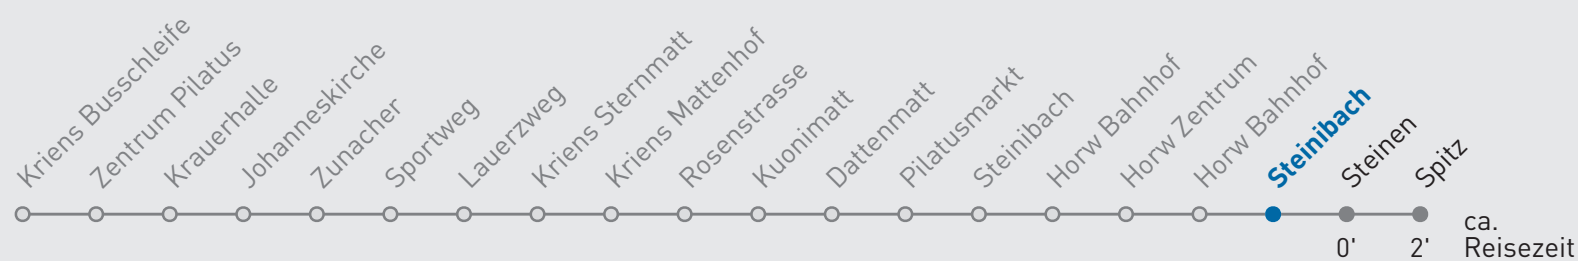 Kriens Busschleife
Zentrum Pilatus
Krauerhalle
Johanneskirche
Zunacher
Sportweg
Lauerzweg
Kriens Sternmatt
Kriens Mattenhof
Rosenstrasse
Kuonimatt
Dattenmatt
Pilatusmarkt
Steinibach
Horw Bahnhof
Horw Zentrum
Horw Bahnhof
Steinibach
Steinen
Spitz
ca.
0' 2' Reisezeit